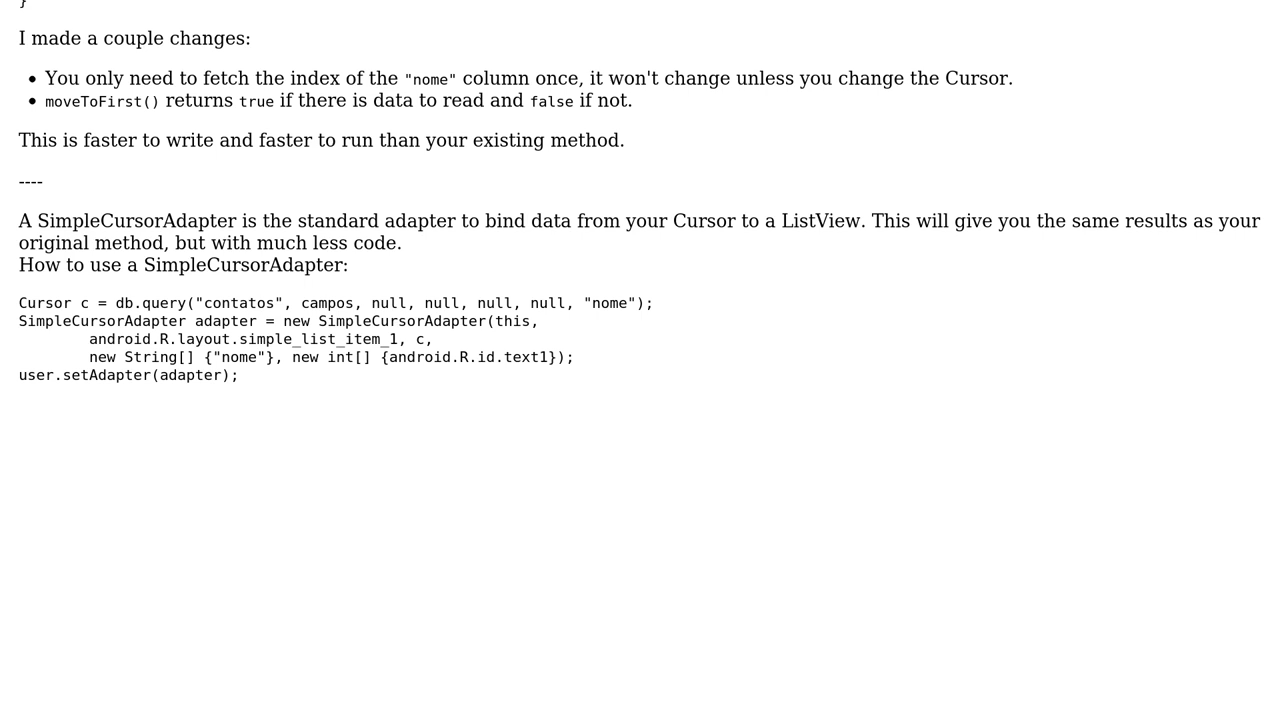 }
I made a couple changes:
• You only need to fetch the index of the "nome" column once, it won't change unless you change the Cursor.
• moveToFirst() returns true if there is data to read and false if not.
This is faster to write and faster to run than your existing method.
----
A SimpleCursorAdapter is the standard adapter to bind data from your Cursor to a ListView. This will give you the same results as your
original method, but with much less code.
How to use a SimpleCursorAdapter:
Cursor c = db.query("contatos", campos, null, null, null, null, "nome");
SimpleCursorAdapter adapter = new SimpleCursorAdapter(this,
        android.R.layout.simple_list_item_1, c,
        new String[] {"nome"}, new int[] {android.R.id.text1});
user.setAdapter(adapter);